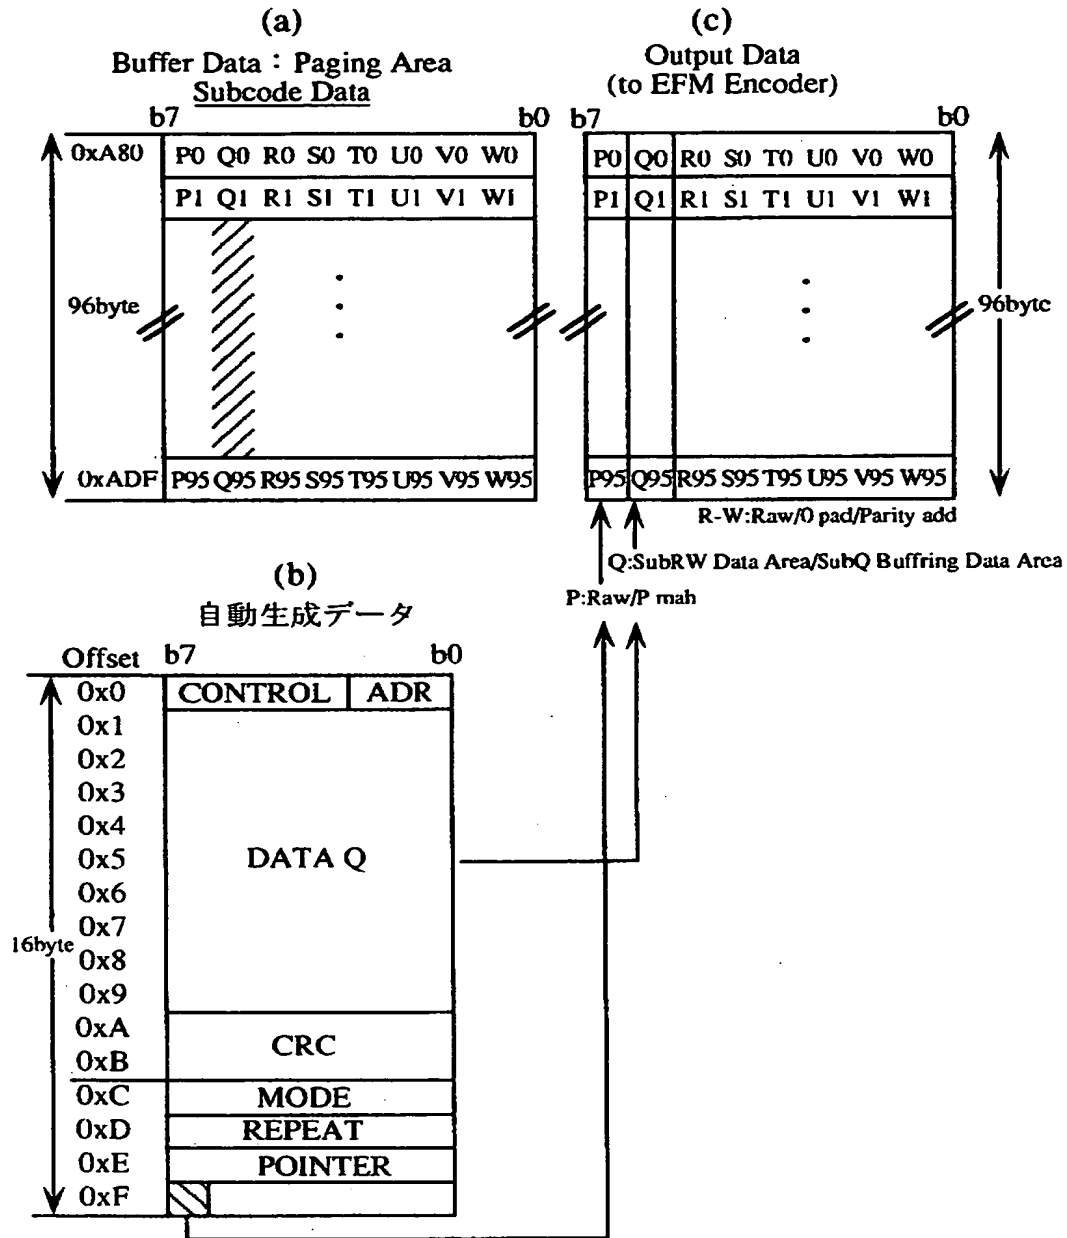 (a)
Buffer Data : Paging Area
Subcode Data
b7 b0
0xA80 P0 Q0 R0 S0 T0 U0 V0 W0
P1 Q1 R1 S1 T1 U1 V1 W1
96byte
0xADF P95 Q95 R95 S95 T95 U95 V95 W95
(c)
Output Data
(to EFM Encoder)
b7 b0
P0 Q0 R0 S0 T0 U0 V0 W0
P1 Q1 R1 S1 T1 U1 V1 W1
96byte
P95 Q95 R95 S95 T95 U95 V95 W95
R-W:Raw/0 pad/Parity add
Q:SubRW Data Area/SubQ Buffring Data Area
P:Raw/P mah
(b)
自動生成データ
Offset b7 b0
0x0 CONTROL ADR
0x1
0x2
0x3
0x4
0x5 DATA Q
0x6
0x7
16byte
0x8
0x9
0xA
CRC
0xB
0xC MODE
0xD REPEAT
0xE POINTER
0xF